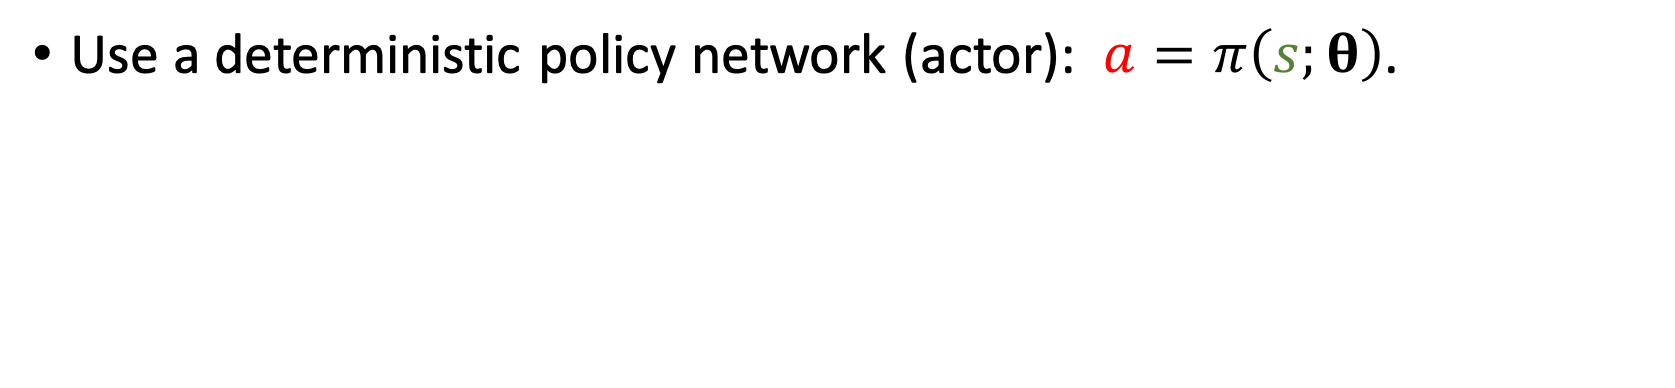 • Use a deterministic policy network (actor): a = π(s; θ).